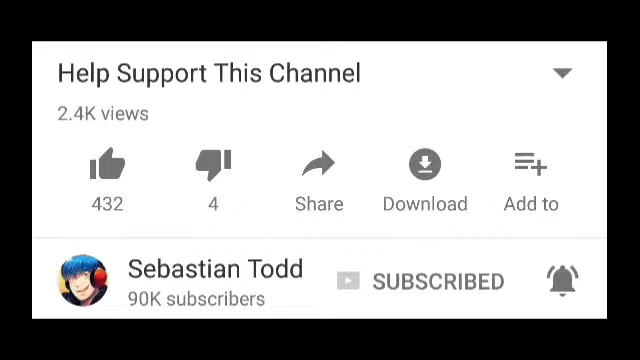 Help Support This Channel
2.4K views
432
4
Share
Download
Add to
Sebastian Todd
SUBSCRIBED
90K subscribers